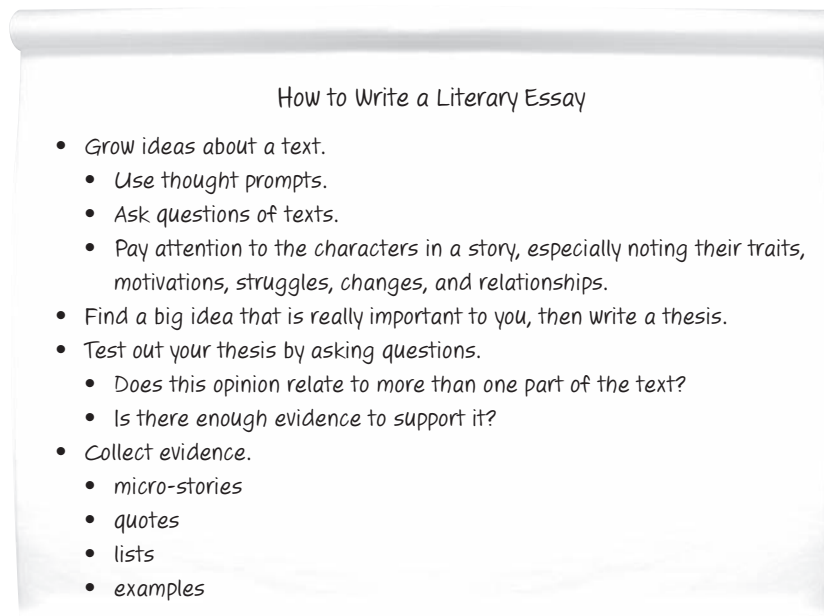 How to Write a Literary Essay
• Grow ideas about a text.
• Use thought prompts.
• Ask questions of texts.
• Pay attention to the characters in a story, especially noting their traits,
motivations, struggles, changes, and relationships.
• Find a big idea that is really important to you, then write a thesis.
• Test out your thesis by asking questions.
• Does this opinion relate to more than one part of the text?
• Is there enough evidence to support it?
• Collect evidence.
• micro-stories
• quotes
• lists
• examples